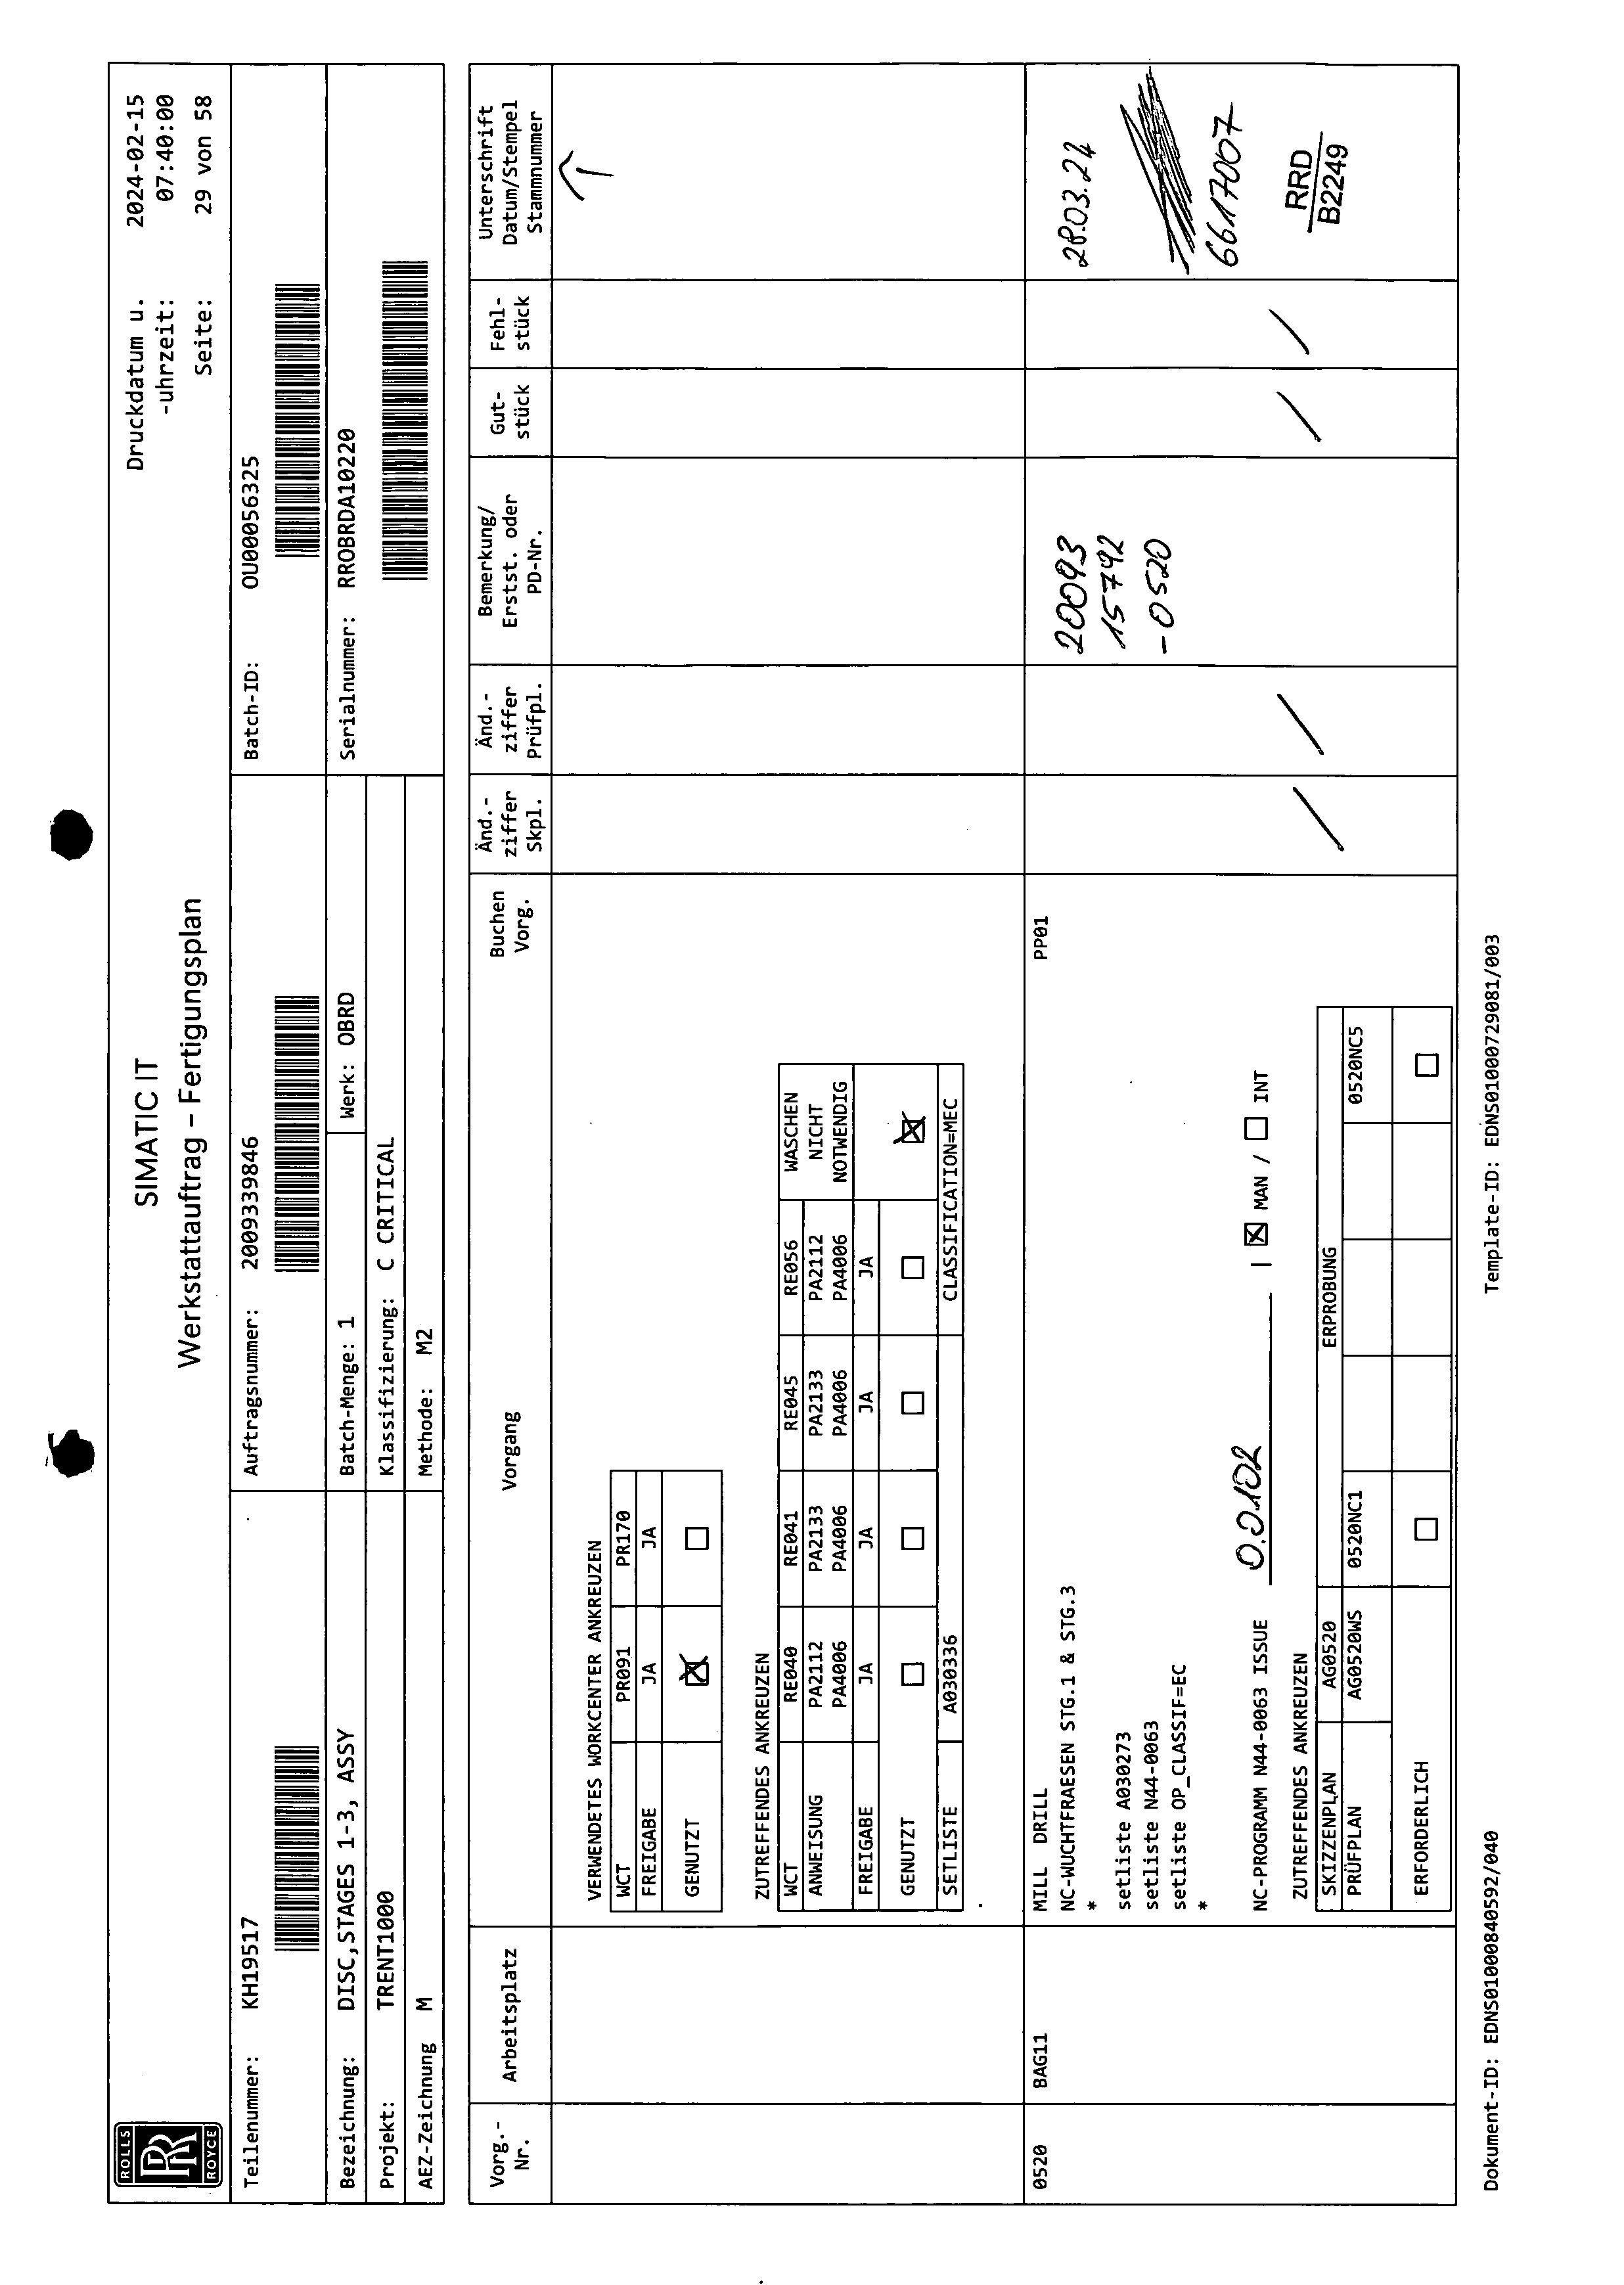 ROLLS
RR
ROYCE
SIMATIC IT
Werkstattauftrag – Fertigungsplan
Druckdatum u. 2024-02-15
-uhrzeit: 07:40:00
Seite: 29 von 58
Teilenummer: KH19517
Auftragsnummer: 2009339846
Batch-ID: OU00056325
Bezeichnung: DISC,STAGES 1-3, ASSY
Batch-Menge: 1
Werk: OBRD
Serialnummer: RROBRDA10220
Projekt: TRENT1000
Klassifizierung: C CRITICAL
AEZ-Zeichnung M
Methode: M2
Vorg.-
Nr.
Arbeitsplatz
Vorgang
Buchen
Vorg.
Änd.-
ziffer
Skpl.
Änd.-
ziffer
Prüfpl.
Bemerkung/
Erstst. oder
PD-Nr.
Gut-
stück
Fehl-
stück
Unterschrift
Datum/Stempel
Stammnummer
VERWENDETES WORKCENTER ANKREUZEN
WCT PR091 PR170
FREIGABE JA JA
GENUTZT ☒ ☐
ZUTREFFENDES ANKREUZEN
WCT RE040 RE041 RE045 RE056 WASCHEN
ANWEISUNG PA2112 PA2133 PA2133 PA2112 NICHT
PA4006 PA4006 PA4006 PA4006 NOTWENDIG
FREIGABE JA JA JA JA
GENUTZT ☐ ☐ ☐ ☐ ☒
SETLISTE A030336 CLASSIFICATION=MEC
0520 BAG11 MILL DRILL PP01
NC-WUCHTFRAESEN STG.1 & STG.3
*
setliste A030273
setliste N44-0063
setliste OP_CLASSIF=EC
*
NC-PROGRAMM N44-0063 ISSUE 0.0102 | ☒ MAN / ☐ INT
ZUTREFFENDES ANKREUZEN
SKIZZENPLAN AG0520 ERPROBUNG
PRÜFPLAN AG0520WS 0520NC1 0520NC5
ERFORDERLICH ☐ ☐
20093
15742
-0520
28.03.24
6617007
RRD
B2249
Dokument-ID: EDNS01000840592/040
Template-ID: EDNS01000729081/003